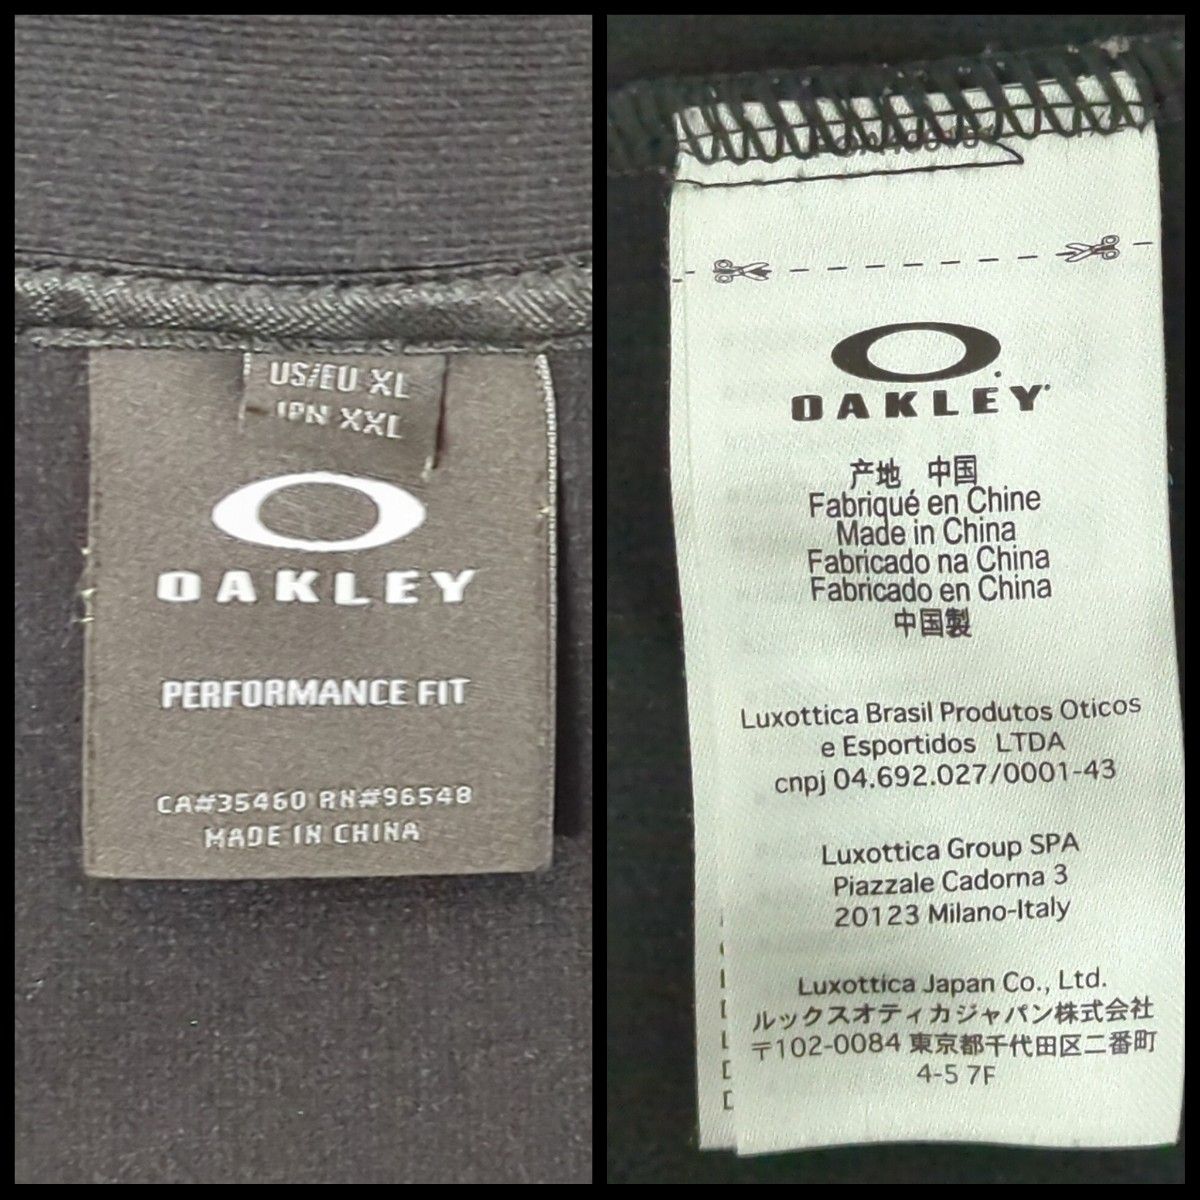 US/EU XL
JPN XXL
OAKLEY
PERFORMANCE FIT
CA#35460 RN#96548
MADE IN CHINA
OAKLEY
产地 中国
Fabriqué en Chine
Made in China
Fabricado na China
Fabricado en China
中国製
Luxottica Brasil Produtos Oticos
e Esportidos LTDA
cnpj 04.692.027/0001-43
Luxottica Group SPA
Piazzale Cadorna 3
20123 Milano-Italy
Luxottica Japan Co., Ltd.
ルックスオティカジャパン株式会社
〒102-0084 東京都千代田区二番町
4-5 7F